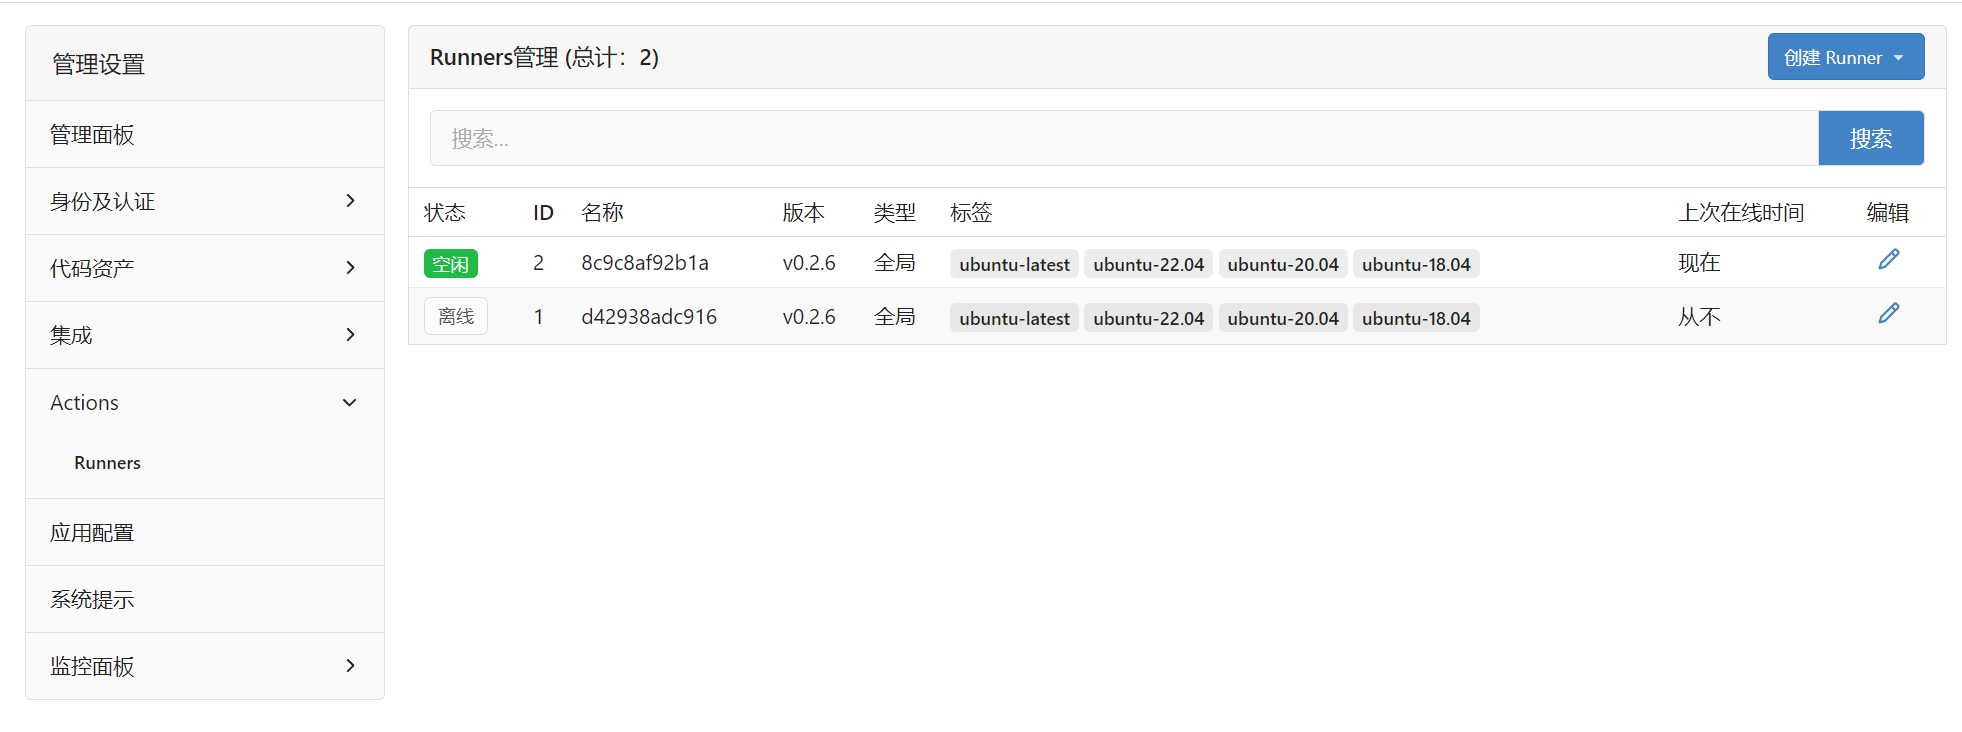 管理设置
管理面板
身份及认证
代码资产
集成
Actions
Runners
应用配置
系统提示
监控面板
Runners管理 (总计：2)
创建 Runner
搜索...
搜索
状态 ID 名称 版本 类型 标签 上次在线时间 编辑
空闲 2 8c9c8af92b1a v0.2.6 全局 ubuntu-latest ubuntu-22.04 ubuntu-20.04 ubuntu-18.04 现在
离线 1 d42938adc916 v0.2.6 全局 ubuntu-latest ubuntu-22.04 ubuntu-20.04 ubuntu-18.04 从不